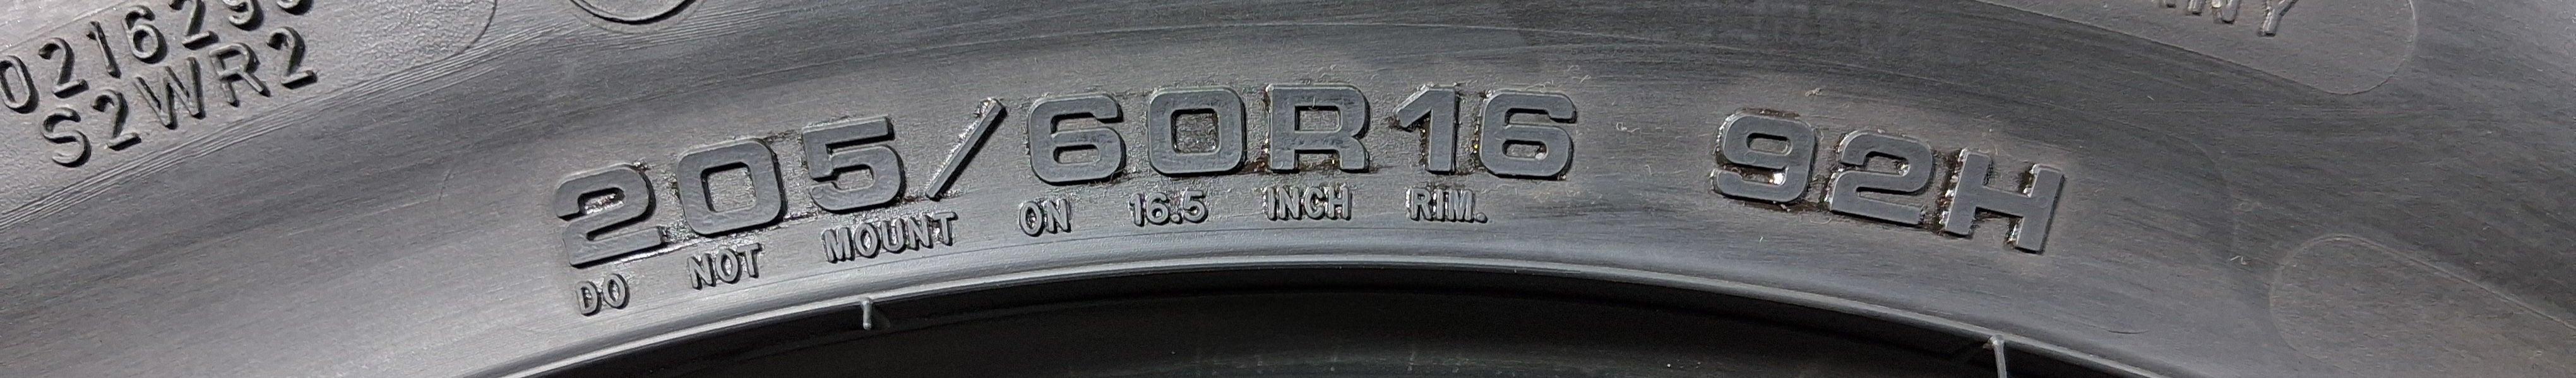 S2WR2
205/60R16 92H
DO NOT MOUNT ON 16.5 INCH RIM.